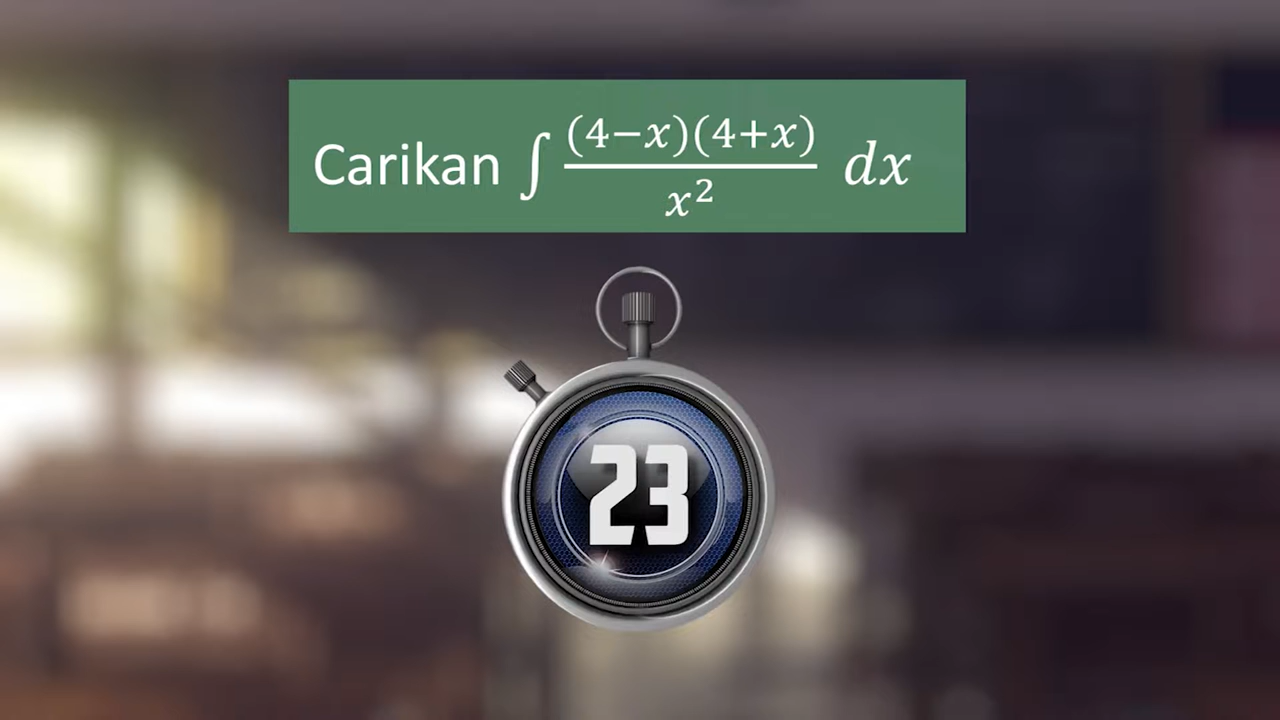 Carikan ∫ (4−x)(4+x)/x² dx
23